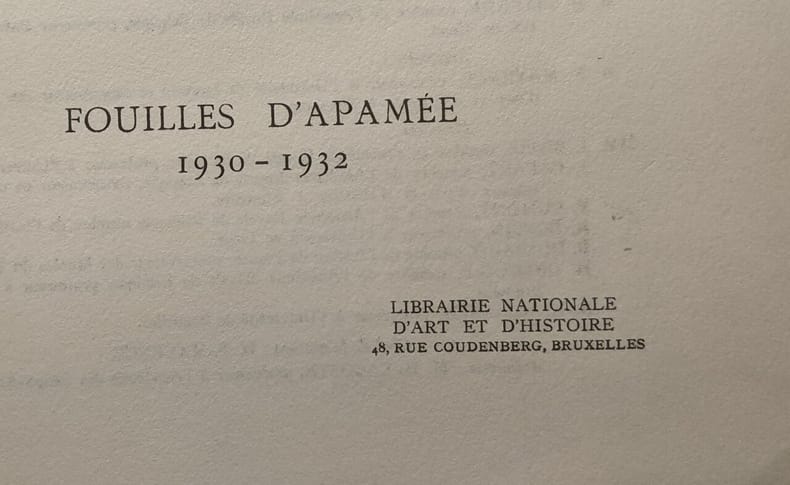 FOUILLES D'APAMÉE
1930 - 1932
LIBRAIRIE NATIONALE
D'ART ET D'HISTOIRE
48, RUE COUDENBERG, BRUXELLES